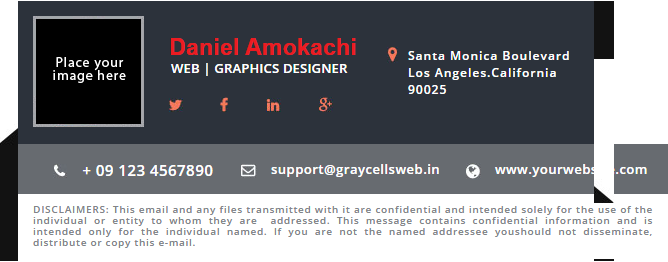 Place your
image here
Daniel Amokachi
WEB | GRAPHICS DESIGNER
Santa Monica Boulevard
Los Angeles.California
90025
+ 09 123 4567890
support@graycellsweb.in
DISCLAIMERS: This email and any files transmitted with it are confidential and intended solely for the use of the
individual or entity to whom they are addressed. This message contains confidential information and is
intended only for the individual named. If you are not the named addressee youshould not disseminate,
distribute or copy this e-mail.